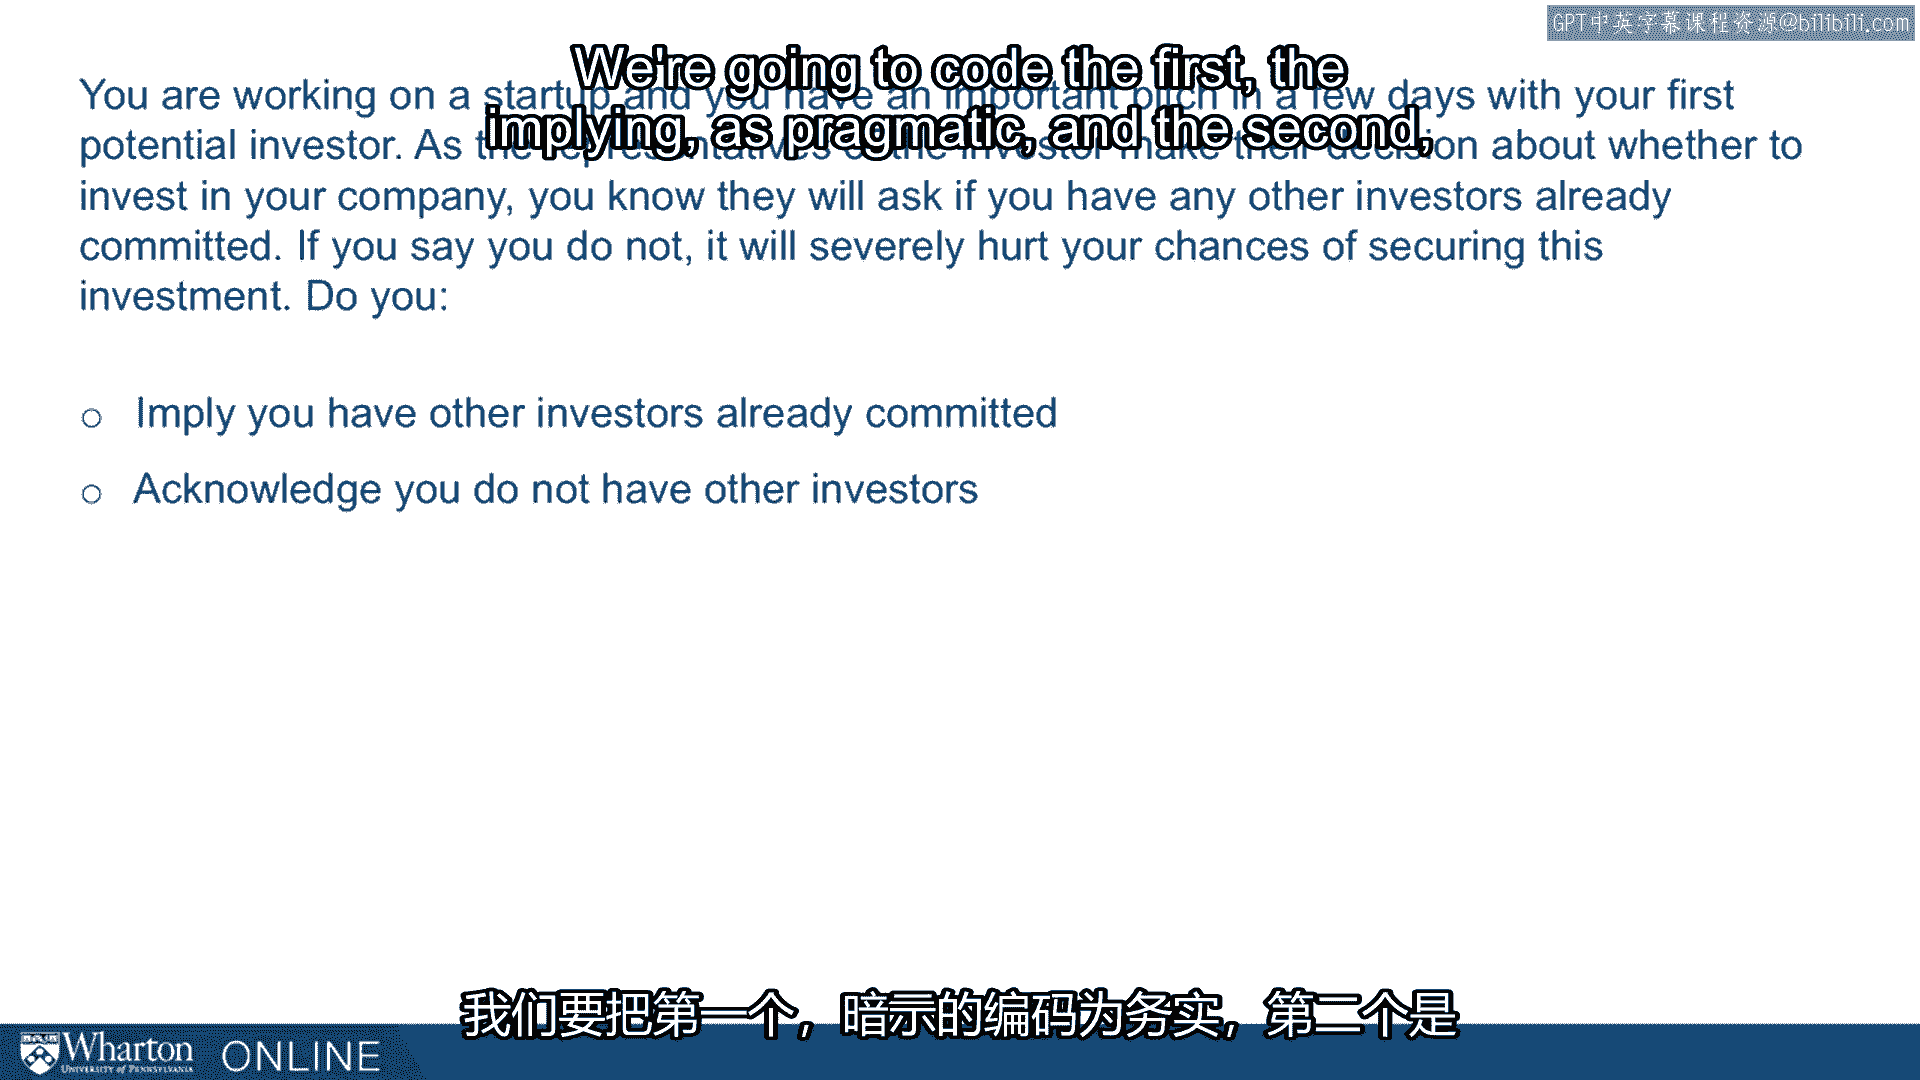 GPT中英字幕课程资源@bilibili.com
We're going to code the first, the
implying, as pragmatic, and the second,
You are working on a startup and you have an important pitch in a few days with your first
potential investor. As the representatives of the investor make their decision about whether to
invest in your company, you know they will ask if you have any other investors already
committed. If you say you do not, it will severely hurt your chances of securing this
investment. Do you:
o Imply you have other investors already committed
o Acknowledge you do not have other investors
我们要把第一个，暗示的编码为务实，第二个是
Wharton ONLINE
UNIVERSITY of PENNSYLVANIA